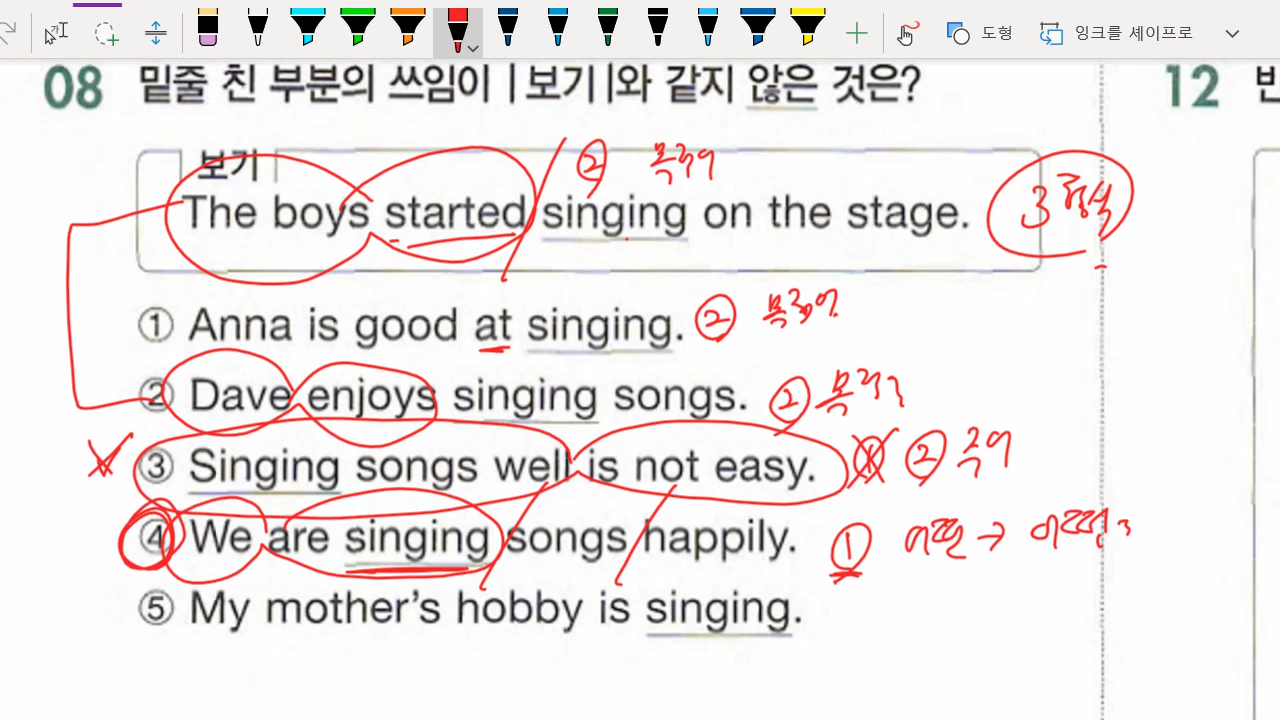 도형 잉크를 셰이프로
08 밑줄 친 부분의 쓰임이 |보기|와 같지 않은 것은? 12
보기 ② 목적어
The boys started singing on the stage. 3형식
① Anna is good at singing. ② 목적어
② Dave enjoys singing songs. ② 목적어
③ Singing songs well is not easy. ① ② 주어
④ We are singing songs happily. ①
⑤ My mother's hobby is singing.